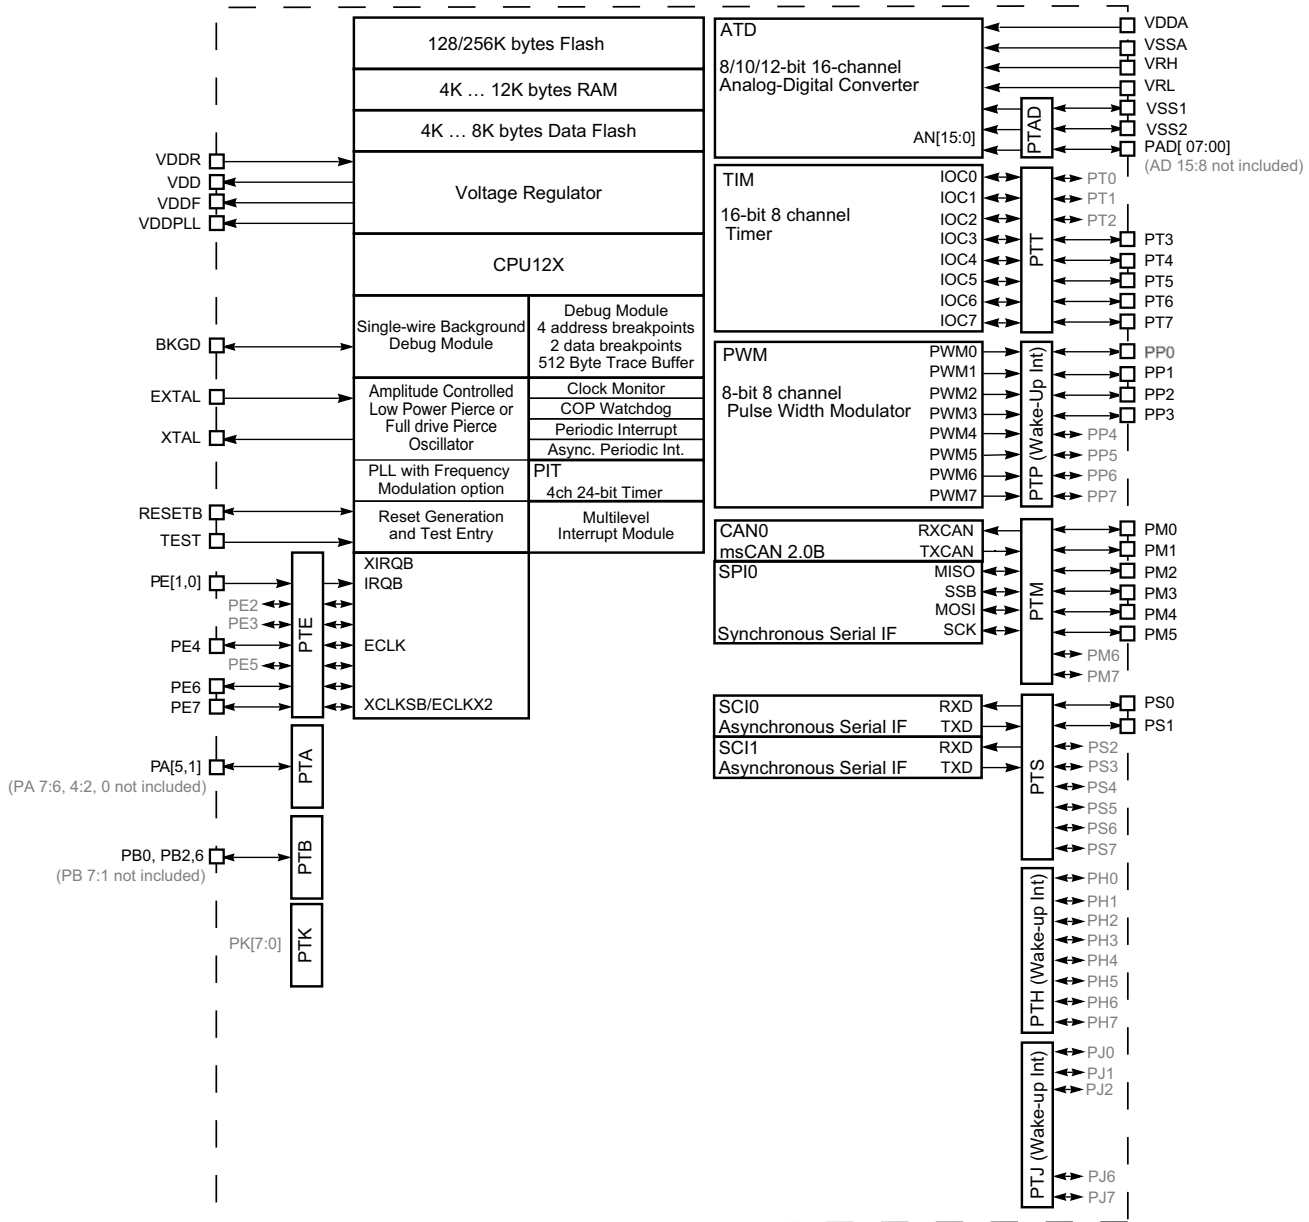 128/256K bytes Flash
4K … 12K bytes RAM
4K … 8K bytes Data Flash
VDDR
VDD
VDDF
VDDPLL
Voltage Regulator
CPU12X
BKGD
Single-wire Background
Debug Module
Debug Module
4 address breakpoints
2 data breakpoints
512 Byte Trace Buffer
EXTAL
XTAL
Amplitude Controlled
Low Power Pierce or
Full drive Pierce
Oscillator
Clock Monitor
COP Watchdog
Periodic Interrupt
Async. Periodic Int.
PLL with Frequency
Modulation option
PIT
4ch 24-bit Timer
RESETB
TEST
Reset Generation
and Test Entry
Multilevel
Interrupt Module
PE[1,0]
PE2
PE3
PE4
PE5
PE6
PE7
PTE
XIRQB
IRQB
ECLK
XCLKSB/ECLKX2
PA[5,1]
(PA 7:6, 4:2, 0 not included)
PTA
PB0, PB2,6
(PB 7:1 not included)
PTB
PK[7:0]
PTK
ATD
8/10/12-bit 16-channel
Analog-Digital Converter
AN[15:0]
PTAD
VDDA
VSSA
VRH
VRL
VSS1
VSS2
PAD[ 07:00]
(AD 15:8 not included)
TIM
16-bit 8 channel
Timer
IOC0
IOC1
IOC2
IOC3
IOC4
IOC5
IOC6
IOC7
PTT
PT0
PT1
PT2
PT3
PT4
PT5
PT6
PT7
PWM
8-bit 8 channel
Pulse Width Modulator
PWM0
PWM1
PWM2
PWM3
PWM4
PWM5
PWM6
PWM7
PTP (Wake-Up Int)
PP0
PP1
PP2
PP3
PP4
PP5
PP6
PP7
CAN0
msCAN 2.0B
RXCAN
TXCAN
SPI0
Synchronous Serial IF
MISO
SSB
MOSI
SCK
PTM
PM0
PM1
PM2
PM3
PM4
PM5
PM6
PM7
SCI0
Asynchronous Serial IF
RXD
TXD
SCI1
Asynchronous Serial IF
RXD
TXD
PTS
PS0
PS1
PS2
PS3
PS4
PS5
PS6
PS7
PTH (Wake-up Int)
PH0
PH1
PH2
PH3
PH4
PH5
PH6
PH7
PTJ (Wake-up Int)
PJ0
PJ1
PJ2
PJ6
PJ7